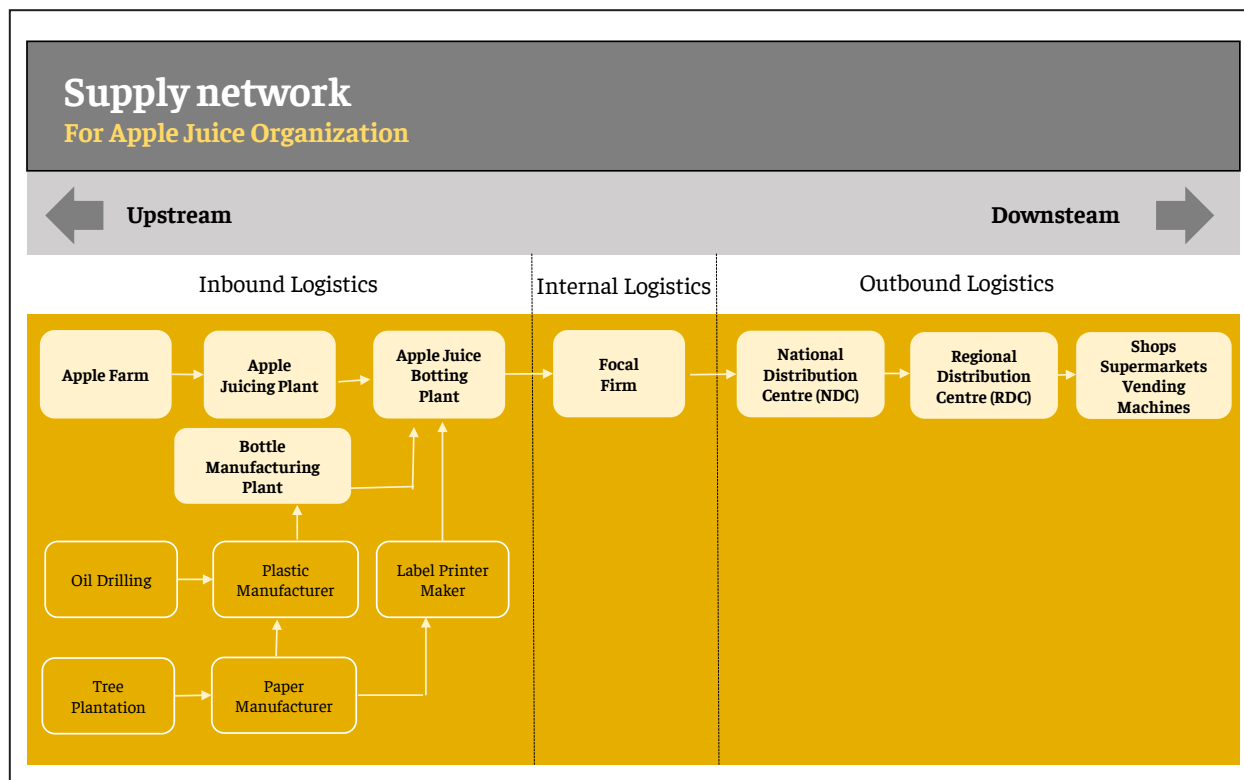 Supply network
For Apple Juice Organization
Upstream
Downsteam
Inbound Logistics
Internal Logistics
Outbound Logistics
Apple Farm
Apple
Juicing Plant
Apple Juice
Botting
Plant
Focal
Firm
National
Distribution
Centre (NDC)
Regional
Distribution
Centre (RDC)
Shops
Supermarkets
Vending
Machines
Bottle
Manufacturing
Plant
Oil Drilling
Plastic
Manufacturer
Label Printer
Maker
Tree
Plantation
Paper
Manufacturer